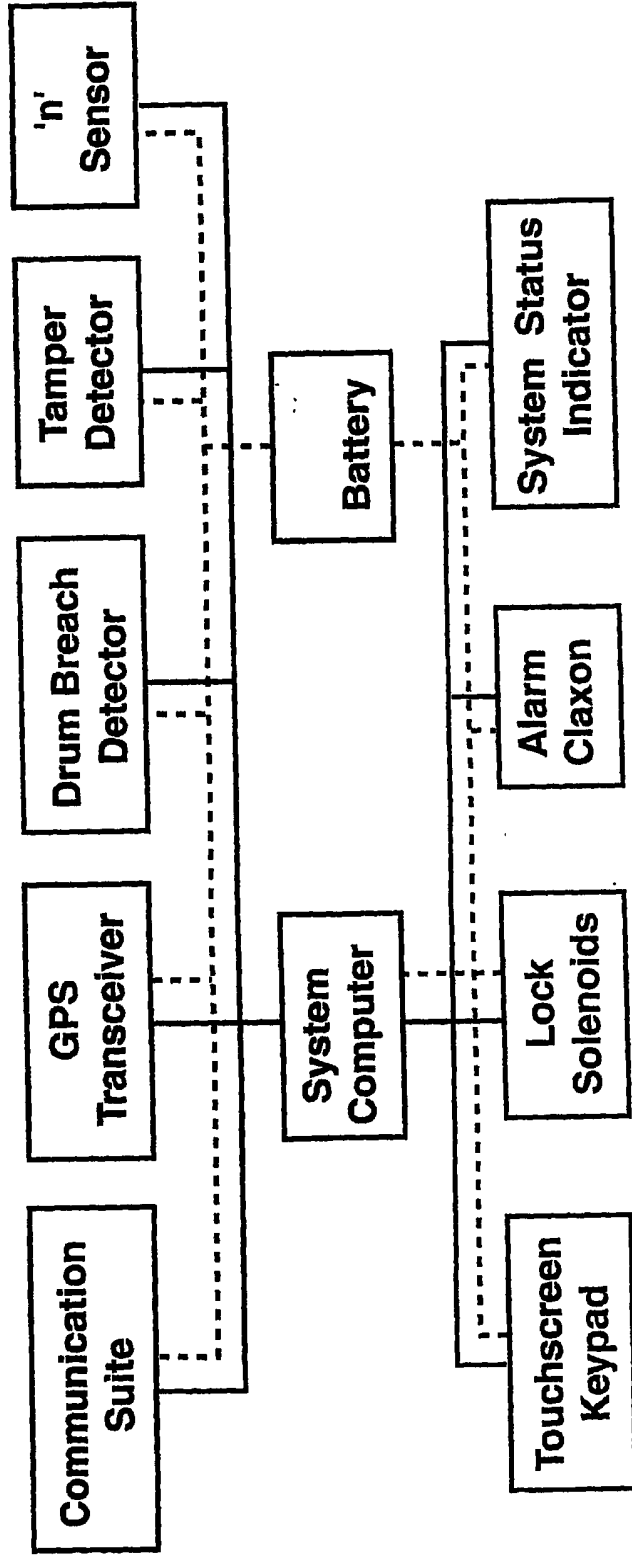 Communication
Suite
GPS
Transceiver
Drum Breach
Detector
Tamper
Detector
'n'
Sensor
System
Computer
Battery
Touchscreen
Keypad
Lock
Solenoids
Alarm
Claxon
System Status
Indicator